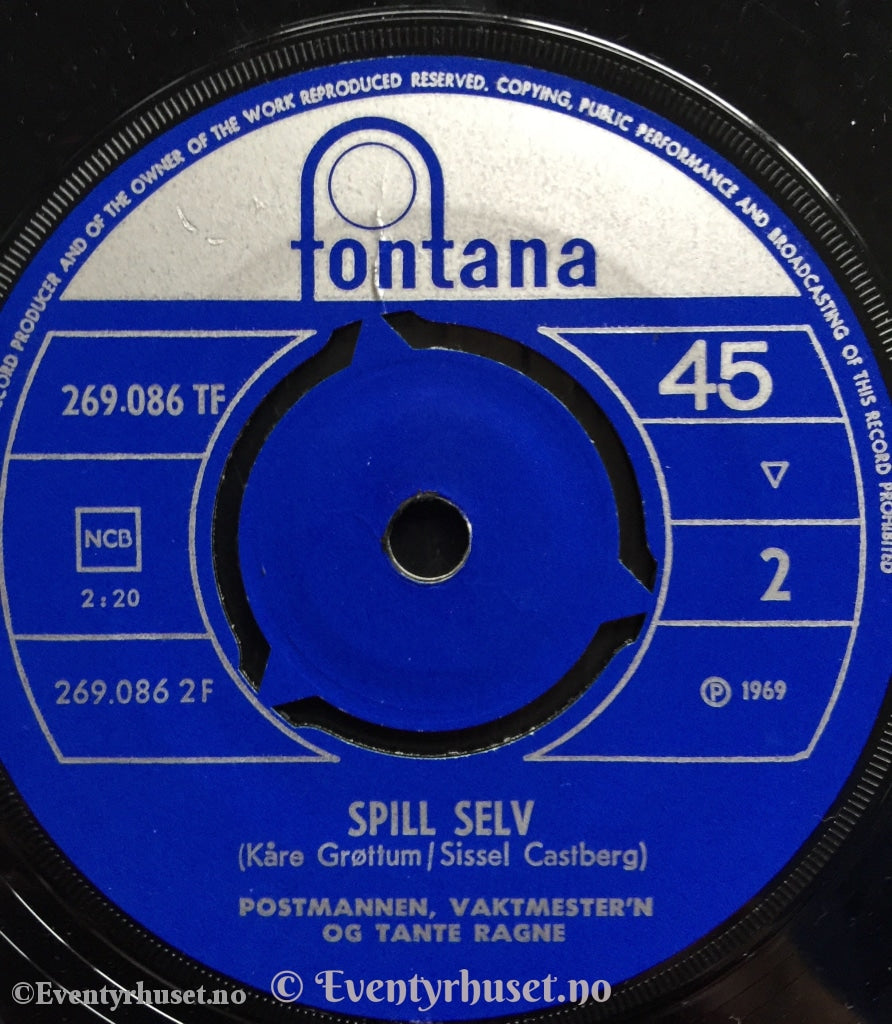 RECORD PRODUCER AND OF THE OWNER OF THE WORK REPRODUCED RESERVED. COPYING, PUBLIC PERFORMANCE AND BROADCASTING OF THIS RECORD PROHIBITED
fontana
269.086 TF
45
NCB
2:20
2
269.086 2F
Ⓟ 1969
SPILL SELV
(Kåre Grøttum/Sissel Castberg)
POSTMANNEN, VAKTMESTER'N
OG TANTE RAGNE
©Eventyrhuset.no
© Eventyrhuset.no